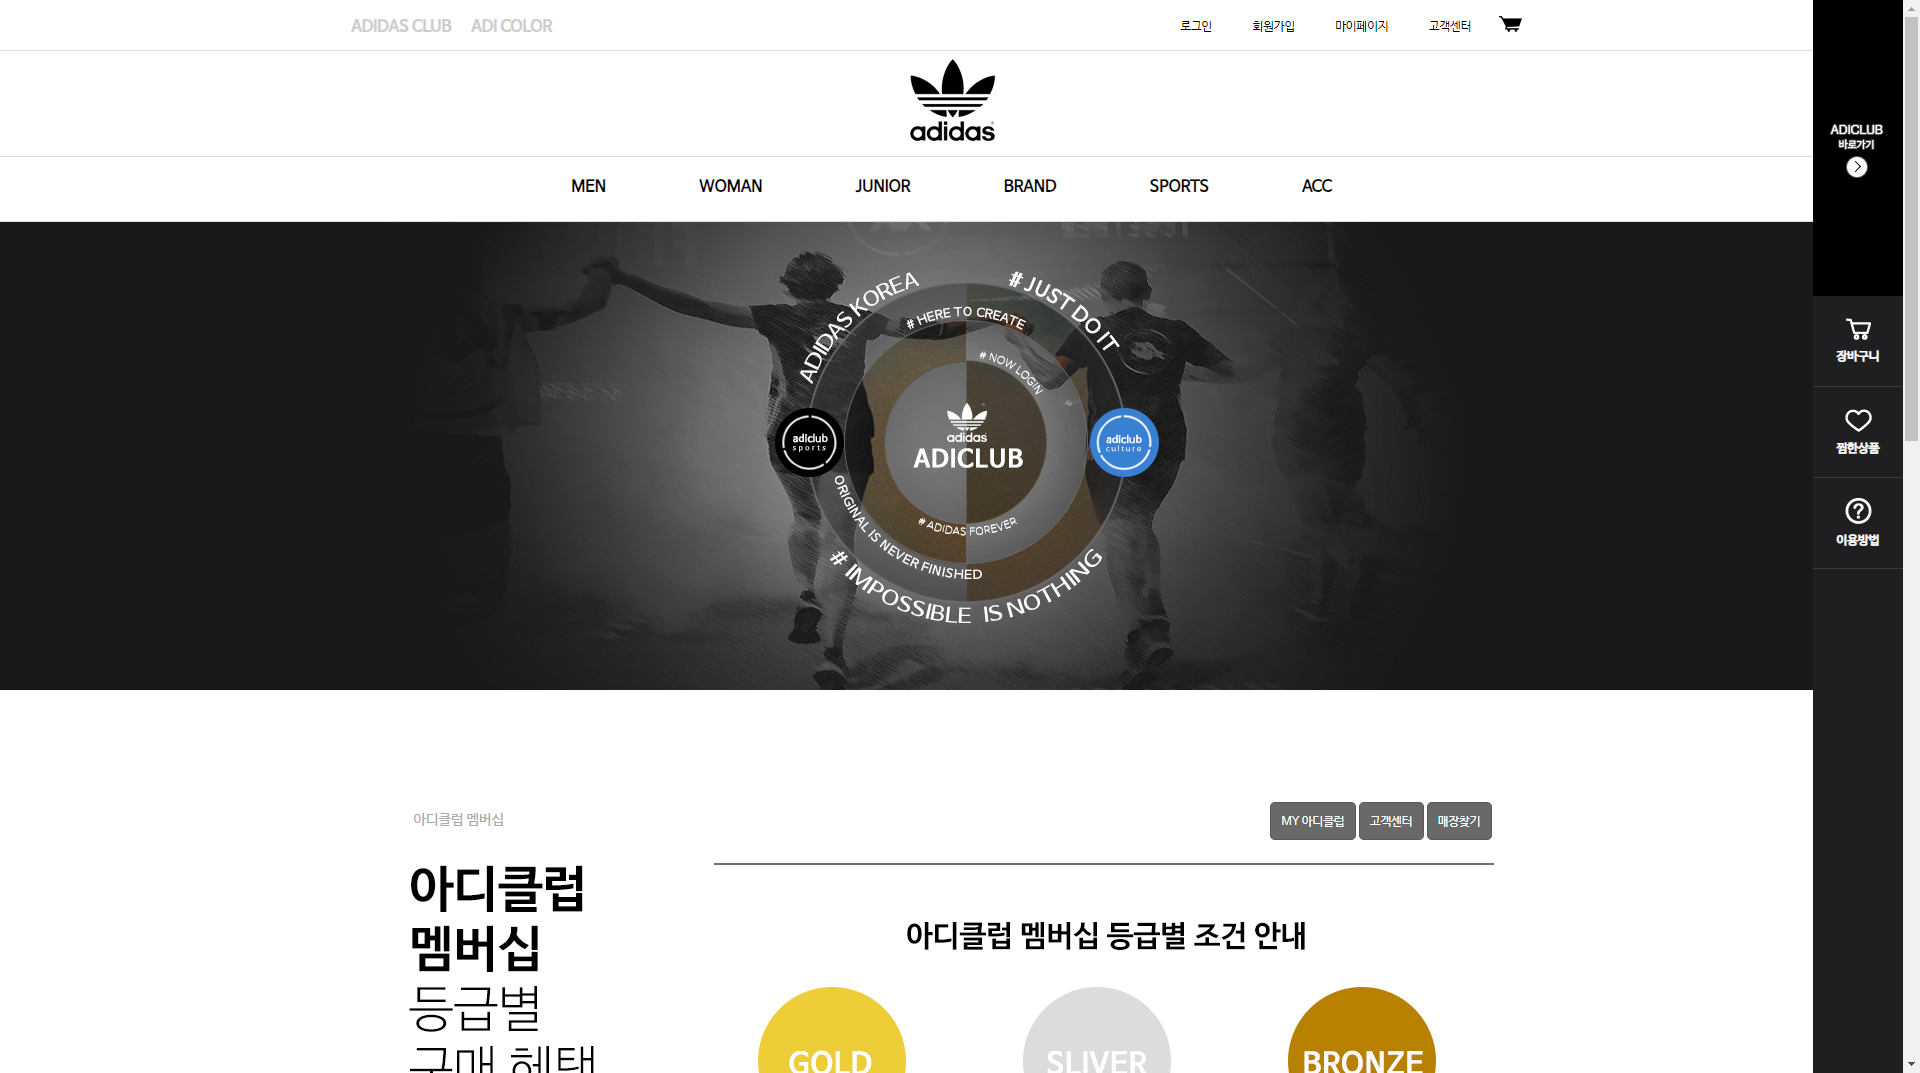 ADIDAS CLUB ADI COLOR
로그인 회원가입 마이페이지 고객센터
adidas
MEN WOMAN JUNIOR BRAND SPORTS ACC
ADIDAS KOREA
# JUST DO IT
# HERE TO CREATE
# NOW LOGIN
adiclub
sports
adidas
ADICLUB
adiclub
culture
# ADIDAS FOREVER
ORIGINAL IS NEVER FINISHED
# IMPOSSIBLE IS NOTHING
ADICLUB
바로가기
장바구니
찜한상품
이용방법
아디클럽 멤버십
MY 아디클럽 고객센터 매장찾기
아디클럽
멤버십
등급별
구매 혜택
아디클럽 멤버십 등급별 조건 안내
GOLD SLIVER BRONZE